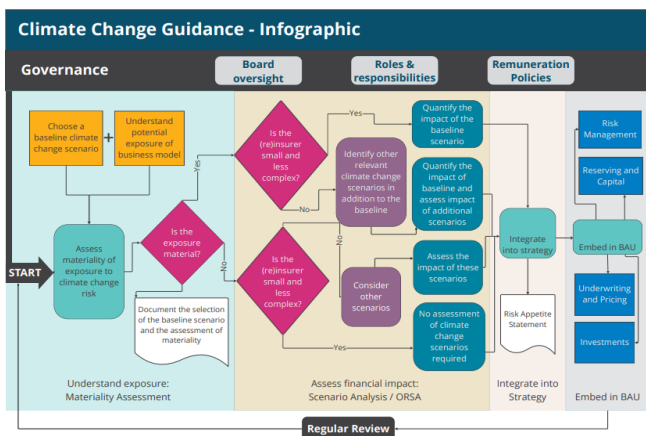 Climate Change Guidance - Infographic
Governance
Board
oversight
Roles &
responsibilities
Remuneration
Policies
Choose a
baseline climate
change scenario
+
Understand
potential
exposure of
business model
START
Assess
materiality of
exposure to
climate change
risk
Is the
exposure
material?
Yes
No
Document the selection
of the baseline scenario
and the assessment of
materiality
Is the
(re)insurer
small and
less
complex?
Yes
No
Quantify the
impact of the
baseline
scenario
Identify other
relevant
climate change
scenarios in
addition to the
baseline
Quantify the
impact of
baseline and
assess impact
of additional
scenarios
Is the
(re)insurer
small and
less
complex?
No
Yes
Consider
other
scenarios
Assess the
impact of these
scenarios
No assessment
of climate
change
scenarios
required
Integrate
into strategy
Risk Appetite
Statement
Risk
Management
Reserving and
Capital
Embed in BAU
Underwriting
and Pricing
Investments
Understand exposure:
Materiality Assessment
Assess financial impact:
Scenario Analysis / ORSA
Integrate into
Strategy
Embed in BAU
Regular Review